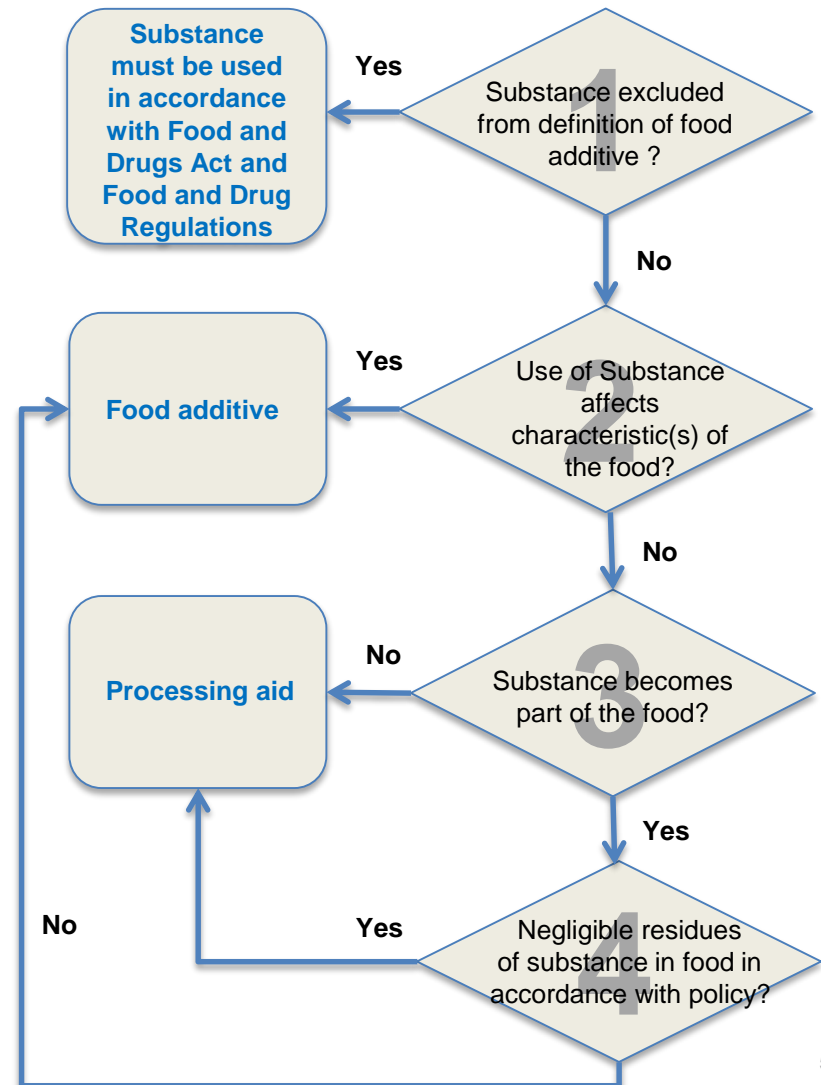 Substance
must be used
in accordance
with Food and
Drugs Act and
Food and Drug
Regulations
Yes
1
Substance excluded
from definition of food
additive ?
No
Food additive
Yes
2
Use of Substance
affects
characteristic(s) of
the food?
No
Processing aid
No
3
Substance becomes
part of the food?
Yes
No
Yes
4
Negligible residues
of substance in food in
accordance with policy?